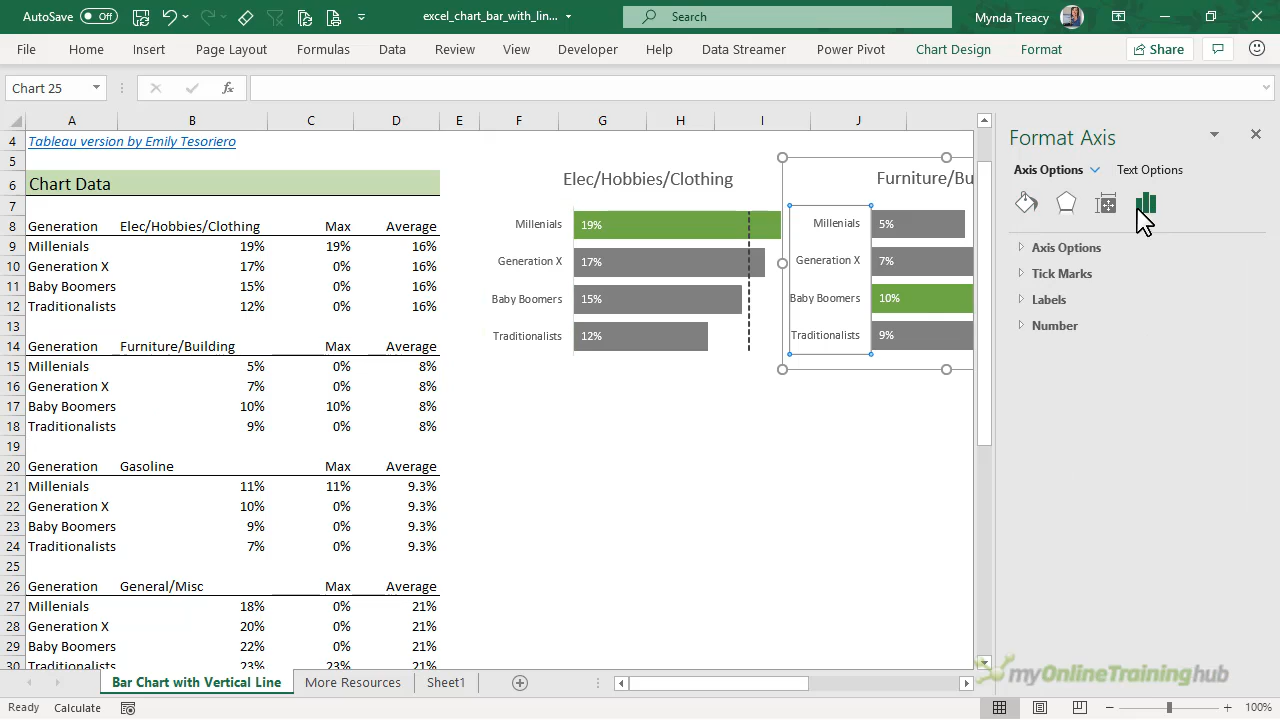 AutoSave Off excel_chart_bar_with_lin... Search Mynda Treacy
File Home Insert Page Layout Formulas Data Review View Developer Help Data Streamer Power Pivot Chart Design Format Share
Chart 25 fx
A B C D E F G H I J
4 Tableau version by Emily Tesoriero
5
6 Chart Data
7
8 Generation Elec/Hobbies/Clothing Max Average
9 Millenials 19% 19% 16%
10 Generation X 17% 0% 16%
11 Baby Boomers 15% 0% 16%
12 Traditionalists 12% 0% 16%
13
14 Generation Furniture/Building Max Average
15 Millenials 5% 0% 8%
16 Generation X 7% 0% 8%
17 Baby Boomers 10% 10% 8%
18 Traditionalists 9% 0% 8%
19
20 Generation Gasoline Max Average
21 Millenials 11% 11% 9.3%
22 Generation X 10% 0% 9.3%
23 Baby Boomers 9% 0% 9.3%
24 Traditionalists 7% 0% 9.3%
25
26 Generation General/Misc Max Average
27 Millenials 18% 0% 21%
28 Generation X 20% 0% 21%
29 Baby Boomers 22% 0% 21%
30 Traditionalists 23% 23% 21%
Elec/Hobbies/Clothing
Millenials 19%
Generation X 17%
Baby Boomers 15%
Traditionalists 12%
Furniture/Bu
Millenials 5%
Generation X 7%
Baby Boomers 10%
Traditionalists 9%
Format Axis
Axis Options Text Options
Axis Options
Tick Marks
Labels
Number
myOnlineTraininghub
Bar Chart with Vertical Line More Resources Sheet1
Ready Calculate 100%